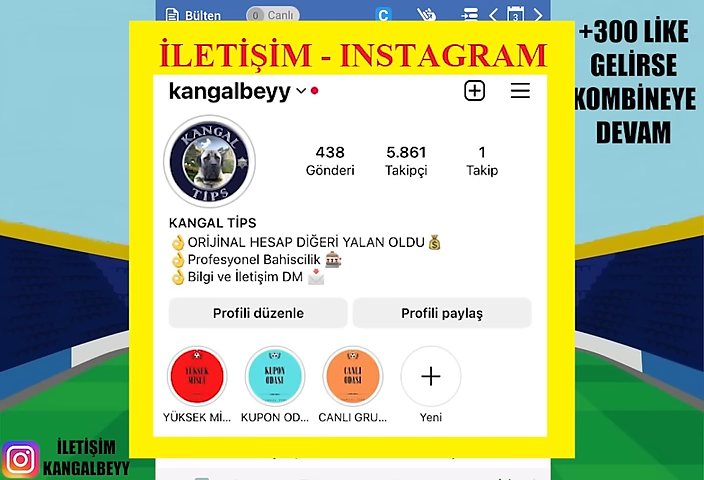 Bülten
0 Canlı
C
3
İLETİŞİM - INSTAGRAM
+300 LİKE
GELİRSE
KOMBİNEYE
DEVAM
kangalbeyy
KANGAL
TİPS
438
5.861
1
Gönderi
Takipçi
Takip
KANGAL TİPS
ORİJINAL HESAP DİĞERİ YALAN OLDU
Profesyonel Bahiscilik
Bilgi ve İletişim DM
Profili düzenle
Profili paylaş
YÜKSEK
MİSLİ
KUPON
ODASI
CANLI
ODASI
YÜKSEK Mİ...
KUPON OD...
CANLI GRU...
Yeni
İLETİŞİM
KANGALBEYY